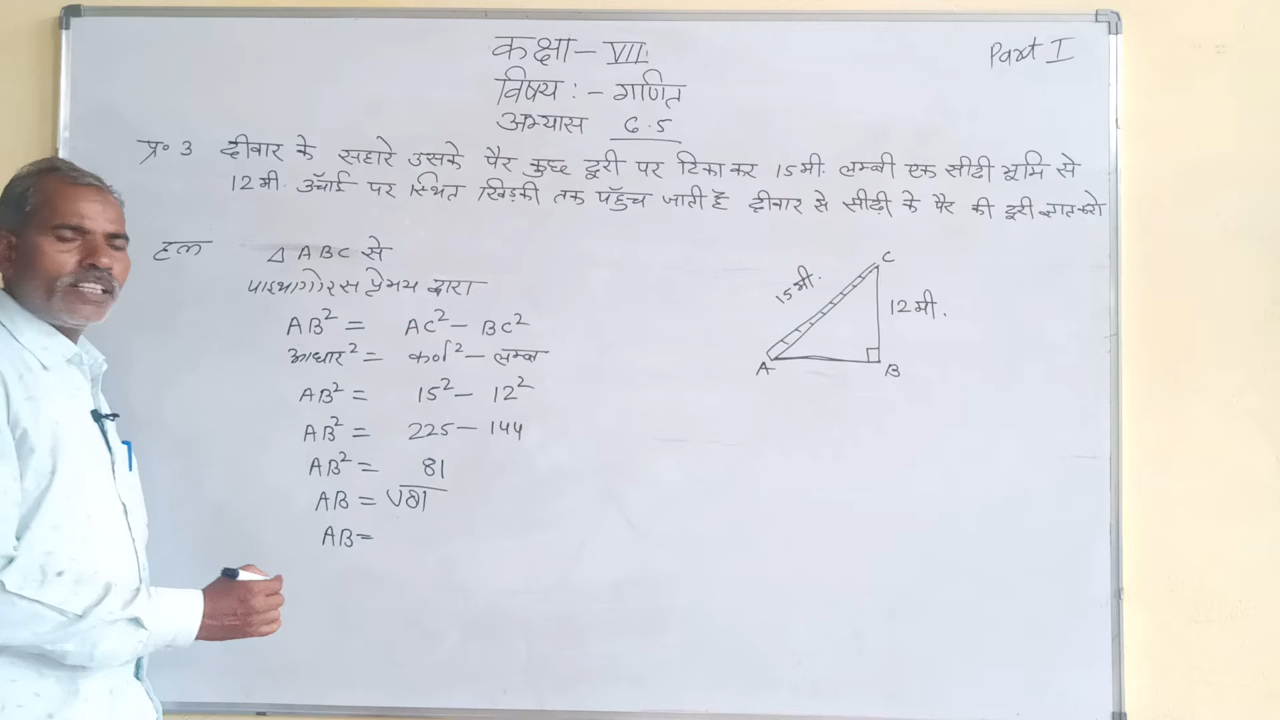 कक्षा – VII
Part I
विषय : - गणित
अभ्यास 6.5
प्र० 3 दीवार के सहारे उसके पैर कुछ दूरी पर टिका कर 15 मी. लम्बी एक सीढी भूमि से
12 मी. ऊँचाई पर स्थित खिड़की तक पहुँच जाती है दीवार से सीढ़ी के पैर की दूरी ज्ञात करो
हल
Δ ABC से
पाइथागोरस प्रेमय द्वारा
AB² = AC² – BC²
आधार² = कर्ण² – लम्ब
AB² = 15² – 12²
AB² = 225 – 144
AB² = 81
AB = √81
AB =
C
15 मी.
12 मी.
A
B